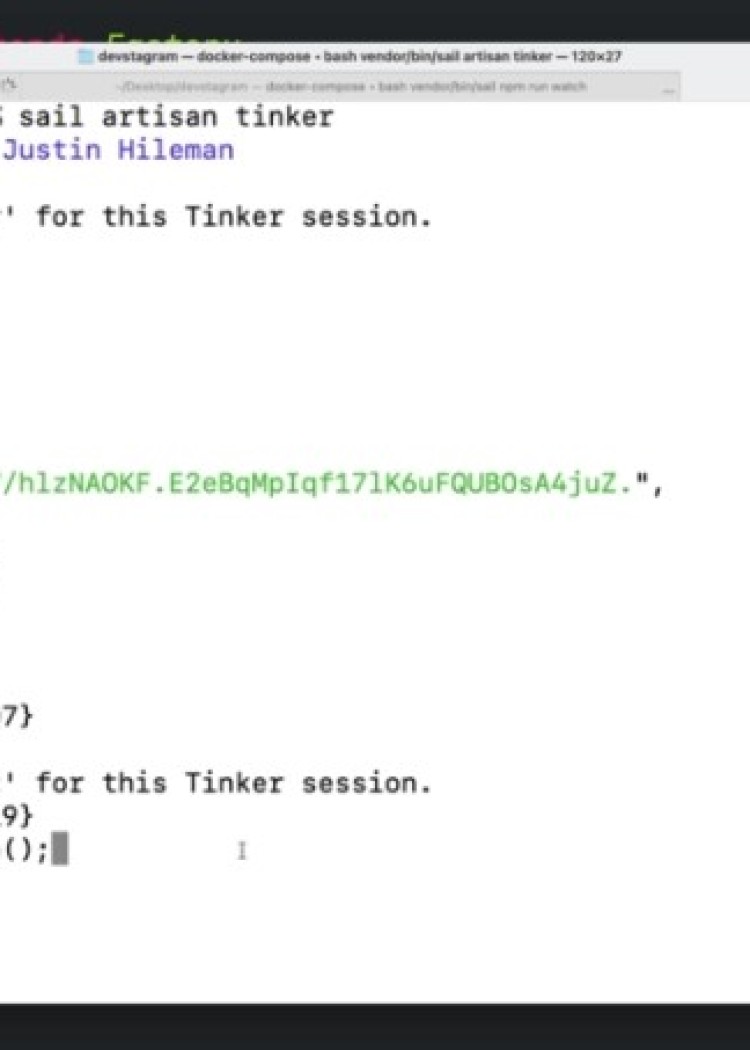 Factory
devstagram — docker-compose • bash vendor/bin/sail artisan tinker — 120×27
~/Desktop/devstagram — docker-compose • bash vendor/bin/sail npm run watch
$ sail artisan tinker
Justin Hileman
' for this Tinker session.
/hlzNAOKF.E2eBqMpIqf17lK6uFQUBOsA4juZ.",
7}
' for this Tinker session.
9}
();